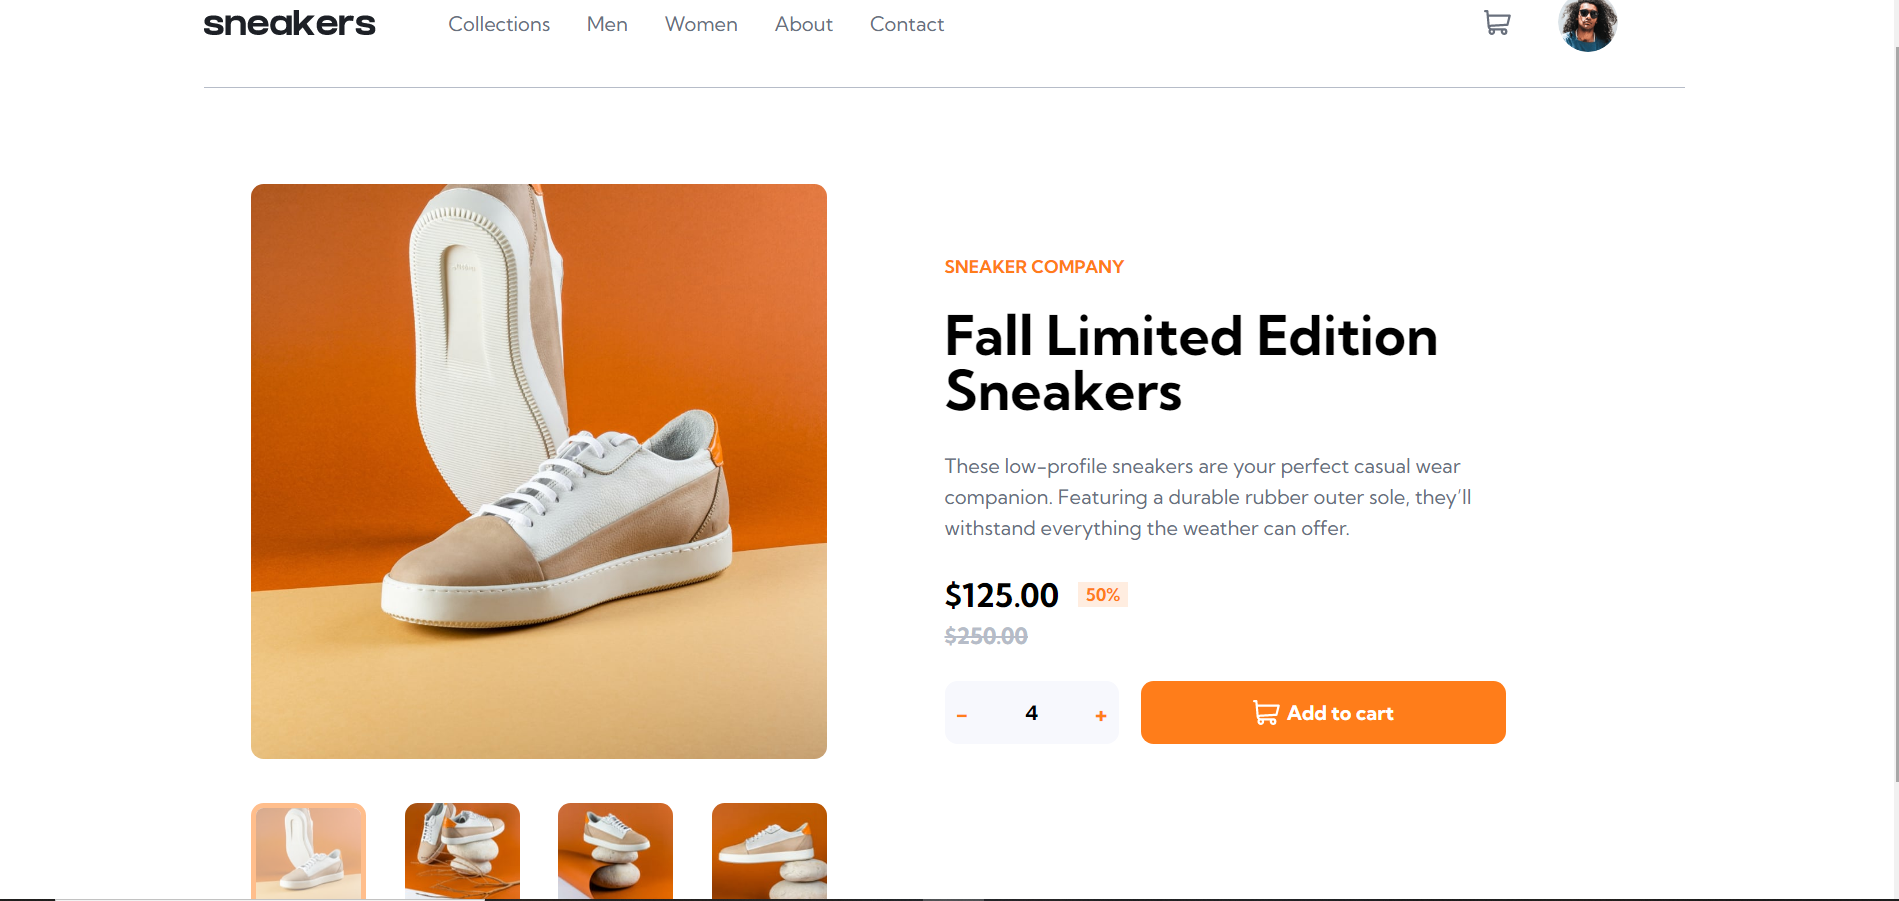 sneakers
Collections Men Women About Contact
SNEAKER COMPANY
Fall Limited Edition
Sneakers
These low-profile sneakers are your perfect casual wear
companion. Featuring a durable rubber outer sole, they’ll
withstand everything the weather can offer.
$125.00 50%
$250.00
- 4 + Add to cart